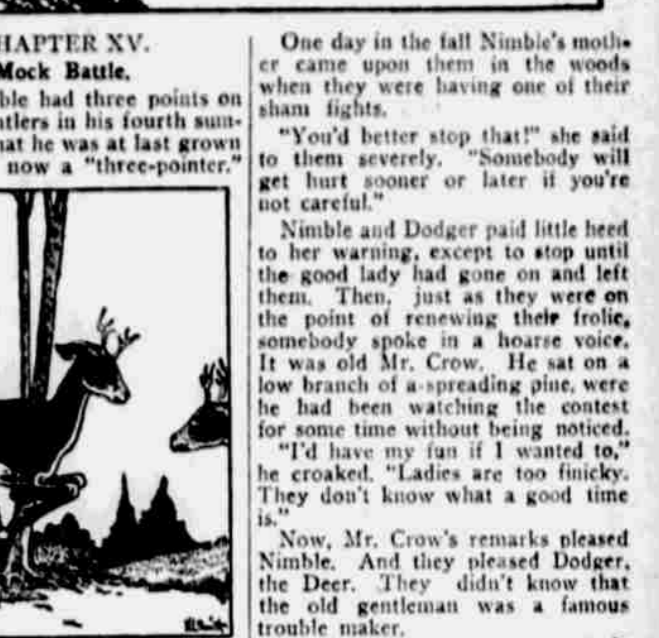 HAPTER XV.
Mock Battle.
ble had three points on
ntlers in his fourth sum-
hat he was at last grown
now a "three-pointer."
One day in the fall Nimble's moth-
er came upon them in the woods
when they were having one of their
sham fights.
"You'd better stop that!" she said
to them severely. "Somebody will
get hurt sooner or later if you're
not careful."
Nimble and Dodger paid little heed
to her warning, except to stop until
the good lady had gone on and left
them. Then, just as they were on
the point of renewing their frolic,
somebody spoke in a hoarse voice.
It was old Mr. Crow. He sat on a
low branch of a-spreading pine, were
he had been watching the contest
for some time without being noticed.
"I'd have my fun if I wanted to,"
he croaked. "Ladies are too finicky.
They don't know what a good time
is."
Now, Mr. Crow's remarks pleased
Nimble. And they pleased Dodger,
the Deer. They didn't know that
the old gentleman was a famous
trouble maker.